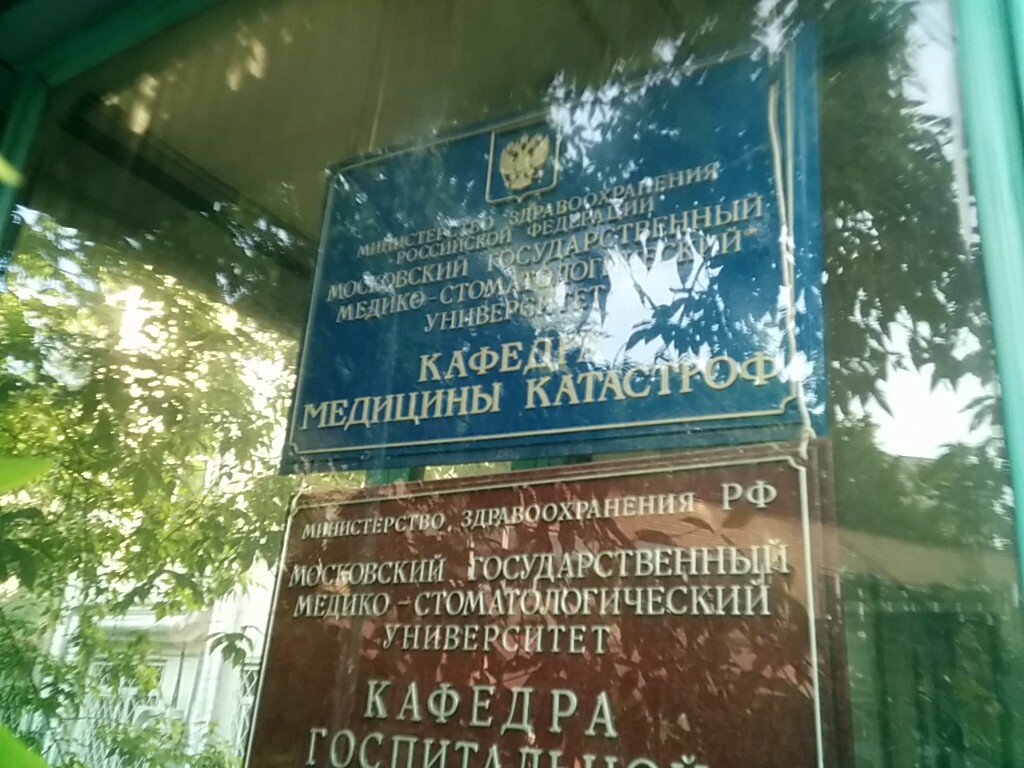 МИНИСТЕРСТВО ЗДРАВООХРАНЕНИЯ
РОССИЙСКОЙ ФЕДЕРАЦИИ
МОСКОВСКИЙ ГОСУДАРСТВЕННЫЙ
МЕДИКО-СТОМАТОЛОГИЧЕСКИЙ
УНИВЕРСИТЕТ
КАФЕДРА
МЕДИЦИНЫ КАТАСТРОФ
МИНИСТЕРСТВО ЗДРАВООХРАНЕНИЯ РФ
МОСКОВСКИЙ ГОСУДАРСТВЕННЫЙ
МЕДИКО-СТОМАТОЛОГИЧЕСКИЙ
УНИВЕРСИТЕТ
КАФЕДРА
ГОСПИТАЛЬНОЙ